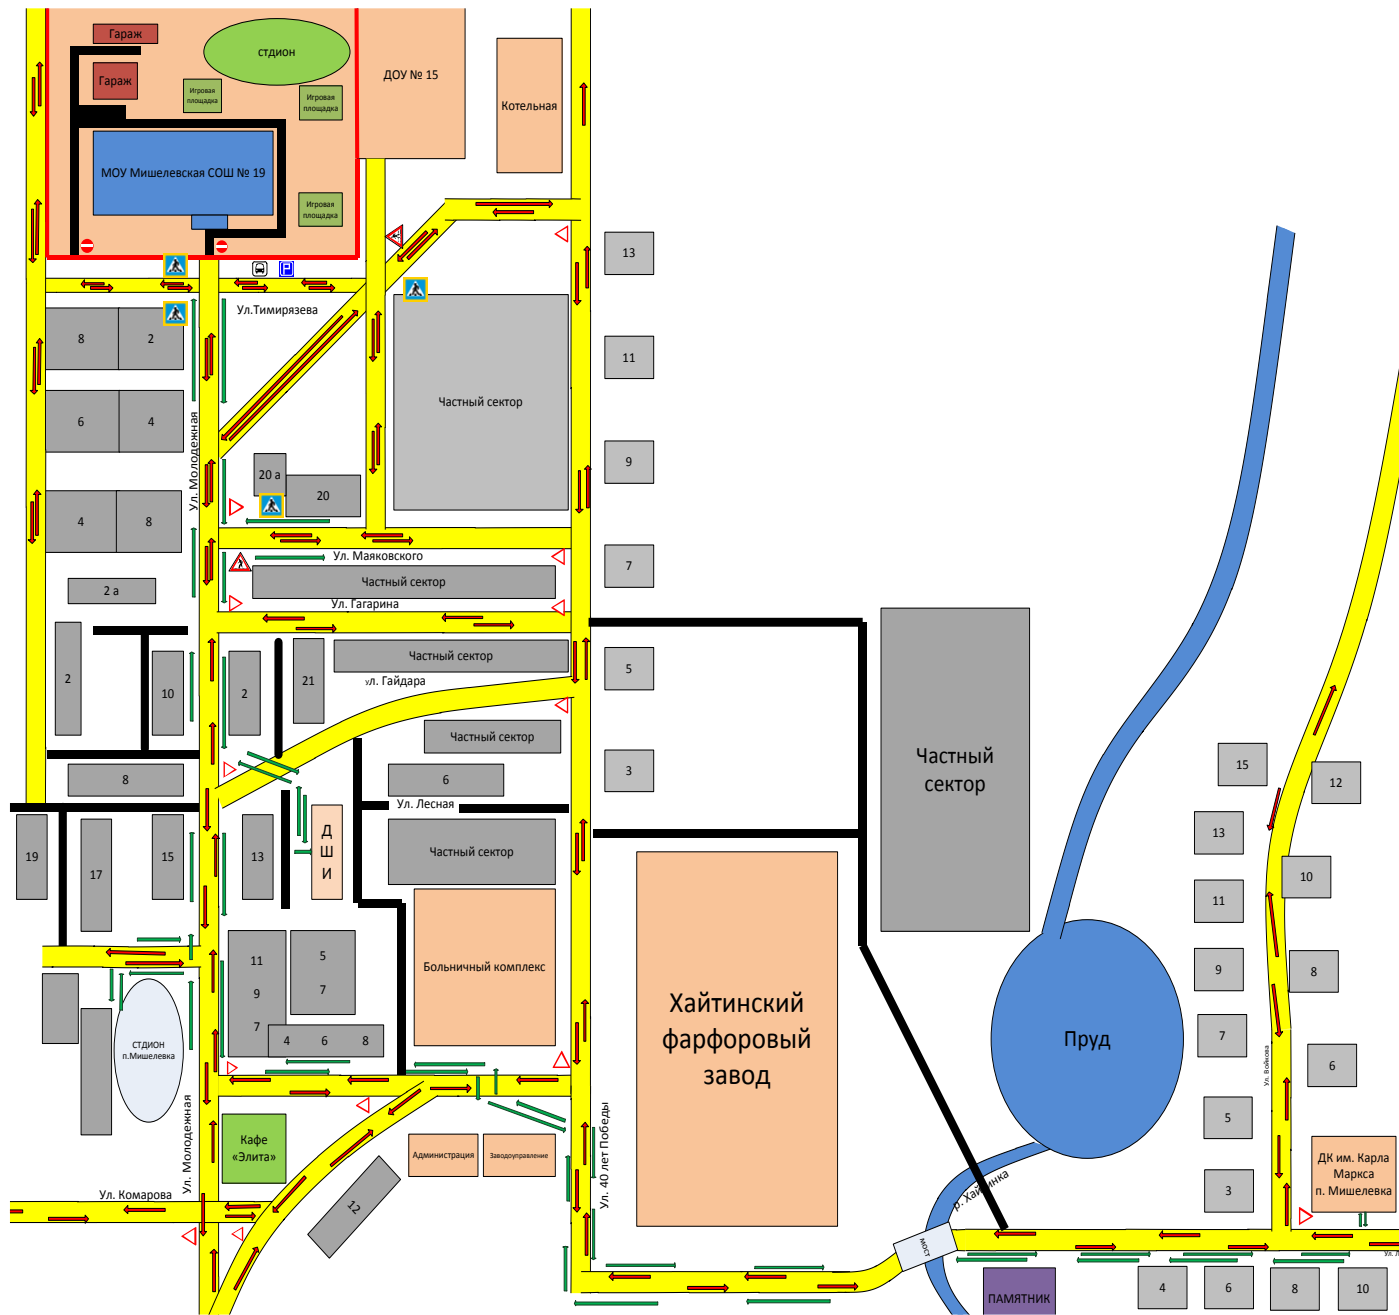 Гараж
стдион
ДОУ № 15
Гараж
Игровая
площадка
Игровая
площадка
Котельная
МОУ Мишелевская СОШ № 19
Игровая
площадка
13
Ул.Тимирязева
8
2
11
Частный сектор
6
4
Ул. Молодежная
20 а
20
9
4
8
Ул. Маяковского
7
Частный сектор
2 а
Ул. Гагарина
2
10
2
21
Частный сектор
5
ул. Гайдара
Частный сектор
3
8
6
Частный
сектор
15
12
Ул. Лесная
19
17
15
13
Д
Ш
И
Частный сектор
13
10
11
11
9
7
5
7
Больничный комплекс
9
8
4
6
8
СТДИОН
п.Мишелевка
Хайтинский
фарфоровый
завод
Пруд
7
Ул. Войкова
6
5
Ул. Молодежная
Кафе
«Элита»
Администрация
Заводоуправление
Ул. 40 лет Победы
ДК им. Карла
Маркса
п. Мишелевка
3
Ул. Комарова
12
р. Хайтинка
мост
Ул. Л
ПАМЯТНИК
4
6
8
10